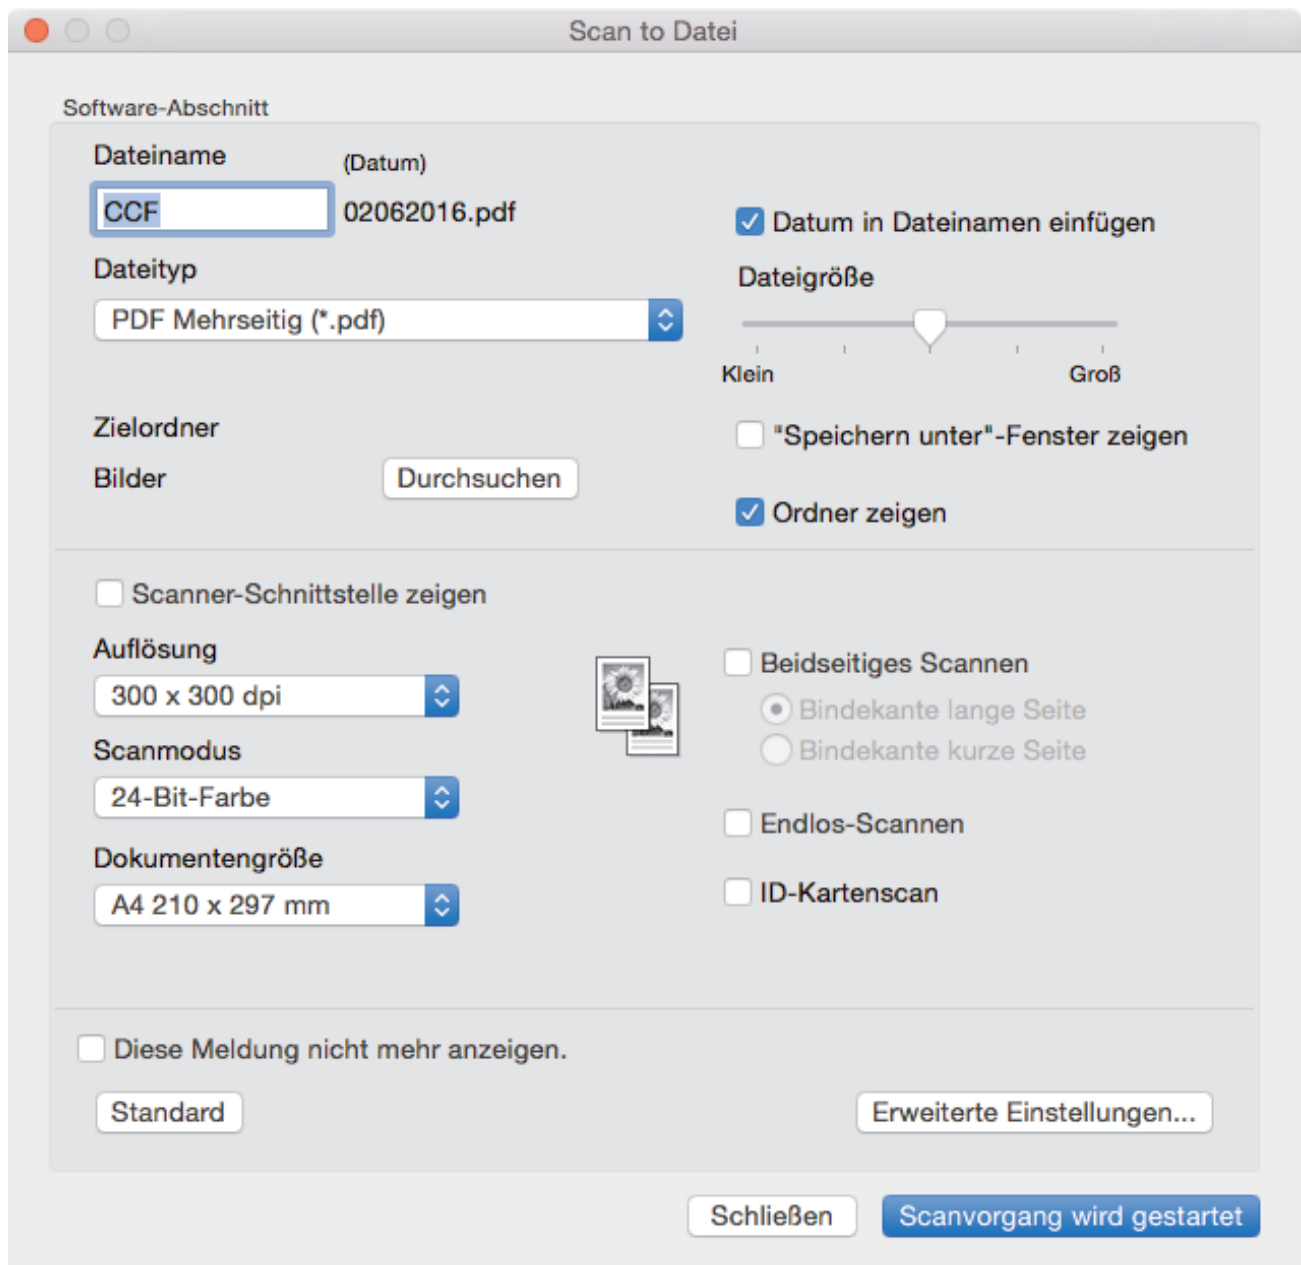 Scan to Datei
Software-Abschnitt
Dateiname (Datum)
CCF 02062016.pdf
Datum in Dateinamen einfügen
Dateityp
Dateigröße
PDF Mehrseitig (*.pdf)
Klein Groß
Zielordner
"Speichern unter"-Fenster zeigen
Bilder Durchsuchen
Ordner zeigen
Scanner-Schnittstelle zeigen
Auflösung
Beidseitiges Scannen
300 x 300 dpi
Bindekante lange Seite
Scanmodus
Bindekante kurze Seite
24-Bit-Farbe
Endlos-Scannen
Dokumentengröße
ID-Kartenscan
A4 210 x 297 mm
Diese Meldung nicht mehr anzeigen.
Standard Erweiterte Einstellungen...
Schließen Scanvorgang wird gestartet